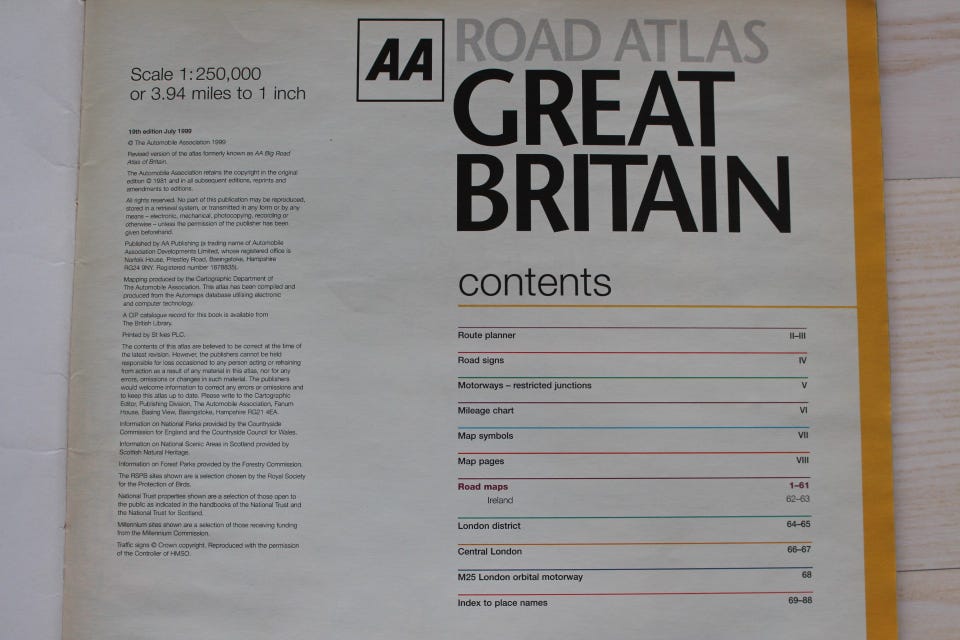 Scale 1:250,000
or 3.94 miles to 1 inch
19th edition July 1999
© The Automobile Association 1999
Revised version of the atlas formerly known as AA Big Road
Atlas of Britain.
The Automobile Association retains the copyright in the original
edition © 1981 and in all subsequent editions, reprints and
amendments to editions.
All rights reserved. No part of this publication may be reproduced,
stored in a retrieval system, or transmitted in any form or by any
means – electronic, mechanical, photocopying, recording or
otherwise – unless the permission of the publisher has been
given beforehand.
Published by AA Publishing (a trading name of Automobile
Association Developments Limited, whose registered office is
Norfolk House, Priestley Road, Basingstoke, Hampshire
RG24 9NY. Registered number 1878835).
Mapping produced by the Cartographic Department of
The Automobile Association. This atlas has been compiled and
produced from the Automaps database utilising electronic
and computer technology.
A CIP catalogue record for this book is available from
The British Library.
Printed by St Ives PLC.
The contents of this atlas are believed to be correct at the time of
the latest revision. However, the publishers cannot be held
responsible for loss occasioned to any person acting or refraining
from action as a result of any material in this atlas, nor for any
errors, omissions or changes in such material. The publishers
would welcome information to correct any errors or omissions and
to keep this atlas up to date. Please write to the Cartographic
Editor, Publishing Division, The Automobile Association, Fanum
House, Basing View, Basingstoke, Hampshire RG21 4EA.
Information on National Parks provided by the Countryside
Commission for England and the Countryside Council for Wales.
Information on National Scenic Areas in Scotland provided by
Scottish Natural Heritage.
Information on Forest Parks provided by the Forestry Commission.
The RSPB sites shown are a selection chosen by the Royal Society
for the Protection of Birds.
National Trust properties shown are a selection of those open to
the public as indicated in the handbooks of the National Trust and
the National Trust for Scotland.
Millennium sites shown are a selection of those receiving funding
from the Millennium Commission.
Traffic signs © Crown copyright. Reproduced with the permission
of the Controller of HMSO.
AA
ROAD ATLAS
GREAT
BRITAIN
contents
Route planner II–III
Road signs IV
Motorways – restricted junctions V
Mileage chart VI
Map symbols VII
Map pages VIII
Road maps 1–61
Ireland 62–63
London district 64–65
Central London 66–67
M25 London orbital motorway 68
Index to place names 69–88